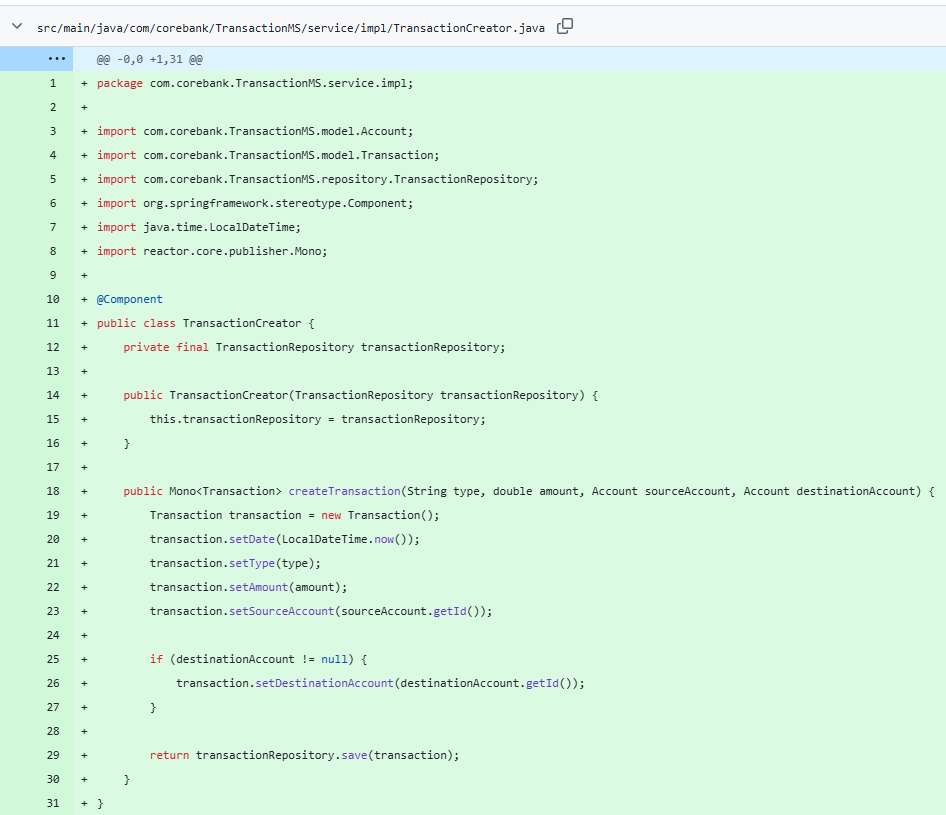 src/main/java/com/corebank/TransactionMS/service/impl/TransactionCreator.java
... @@ -0,0 +1,31 @@
1 + package com.corebank.TransactionMS.service.impl;
2 +
3 + import com.corebank.TransactionMS.model.Account;
4 + import com.corebank.TransactionMS.model.Transaction;
5 + import com.corebank.TransactionMS.repository.TransactionRepository;
6 + import org.springframework.stereotype.Component;
7 + import java.time.LocalDateTime;
8 + import reactor.core.publisher.Mono;
9 +
10 + @Component
11 + public class TransactionCreator {
12 +     private final TransactionRepository transactionRepository;
13 +
14 +     public TransactionCreator(TransactionRepository transactionRepository) {
15 +         this.transactionRepository = transactionRepository;
16 +     }
17 +
18 +     public Mono<Transaction> createTransaction(String type, double amount, Account sourceAccount, Account destinationAccount) {
19 +         Transaction transaction = new Transaction();
20 +         transaction.setDate(LocalDateTime.now());
21 +         transaction.setType(type);
22 +         transaction.setAmount(amount);
23 +         transaction.setSourceAccount(sourceAccount.getId());
24 +
25 +         if (destinationAccount != null) {
26 +             transaction.setDestinationAccount(destinationAccount.getId());
27 +         }
28 +
29 +         return transactionRepository.save(transaction);
30 +     }
31 + }